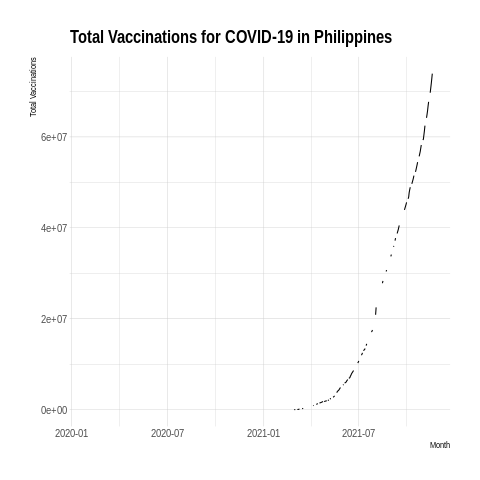 Total Vaccinations for COVID-19 in Philippines
Total Vaccinations
6e+07
4e+07
2e+07
0e+00
2020-01 2020-07 2021-01 2021-07
Month